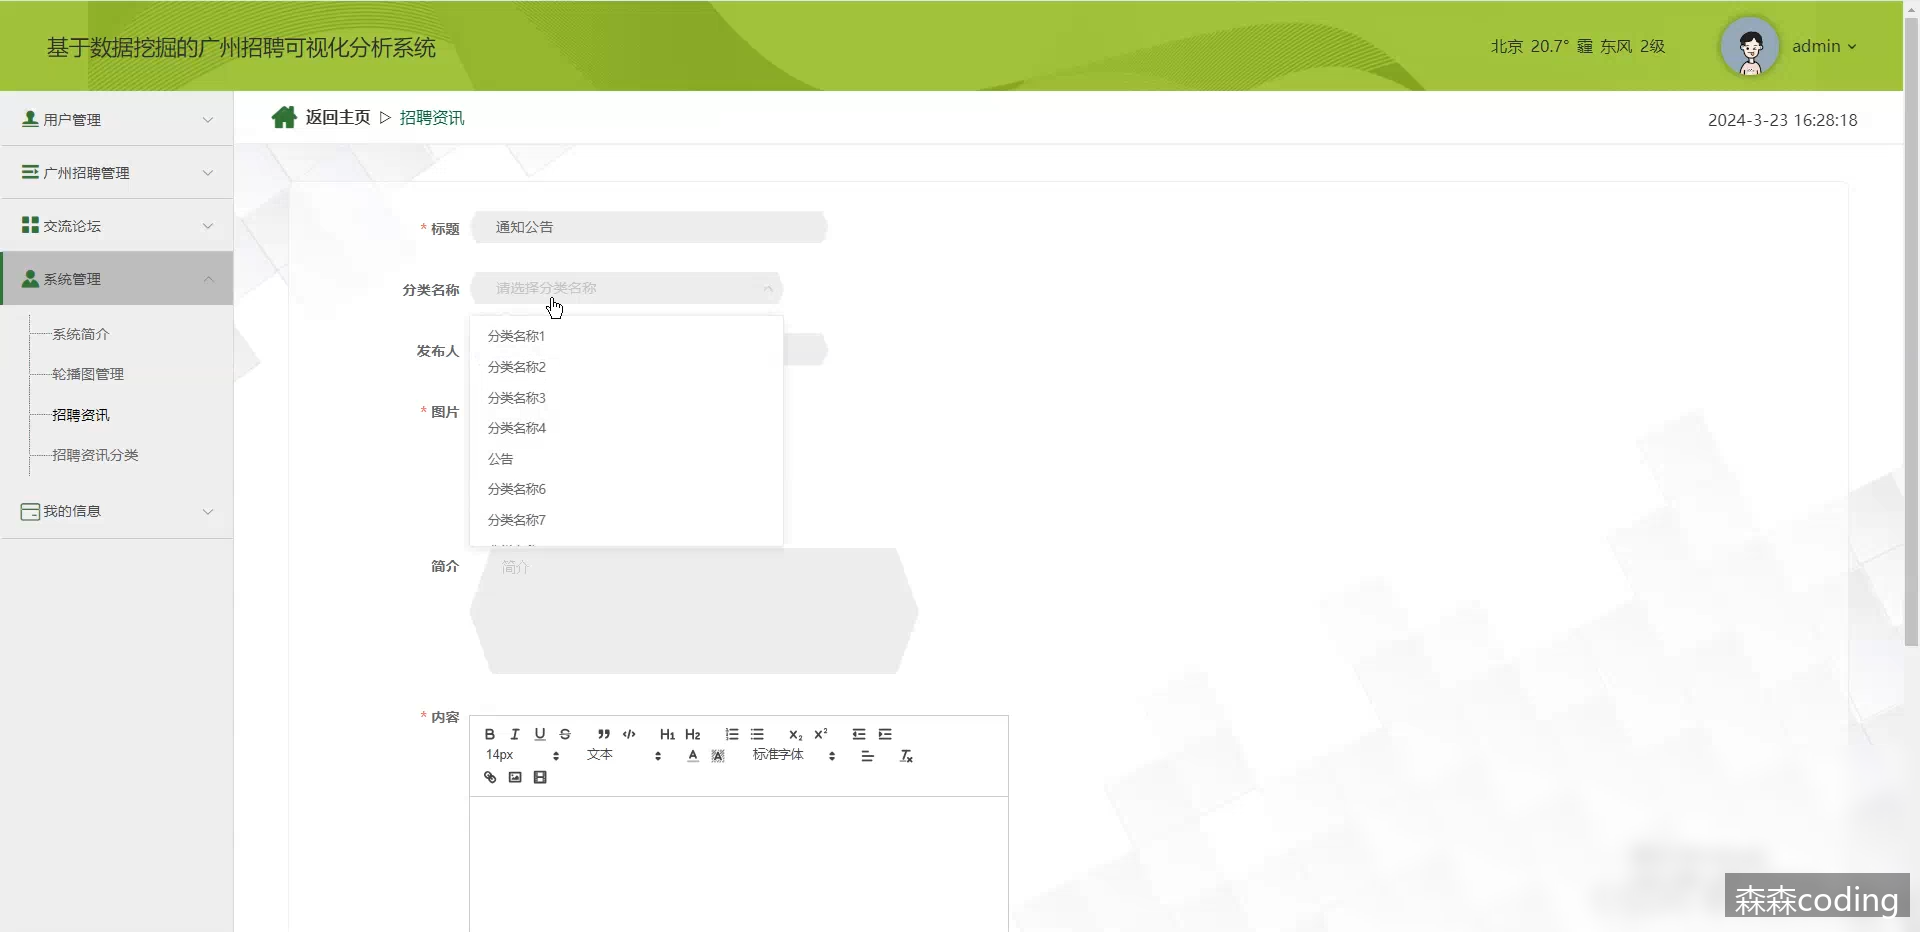 基于数据挖掘的广州招聘可视化分析系统
北京 20.7° 霾 东风 2级
admin
用户管理
广州招聘管理
交流论坛
系统管理
系统简介
轮播图管理
招聘资讯
招聘资讯分类
我的信息
返回主页 ▷ 招聘资讯
2024-3-23 16:28:18
* 标题 通知公告
分类名称 请选择分类名称
分类名称1
分类名称2
分类名称3
分类名称4
公告
分类名称6
分类名称7
发布人
* 图片
简介 简介
* 内容
B I U S ” </> H1 H2 X2 X2
14px 文本 A A 标准字体 Tx
森森coding